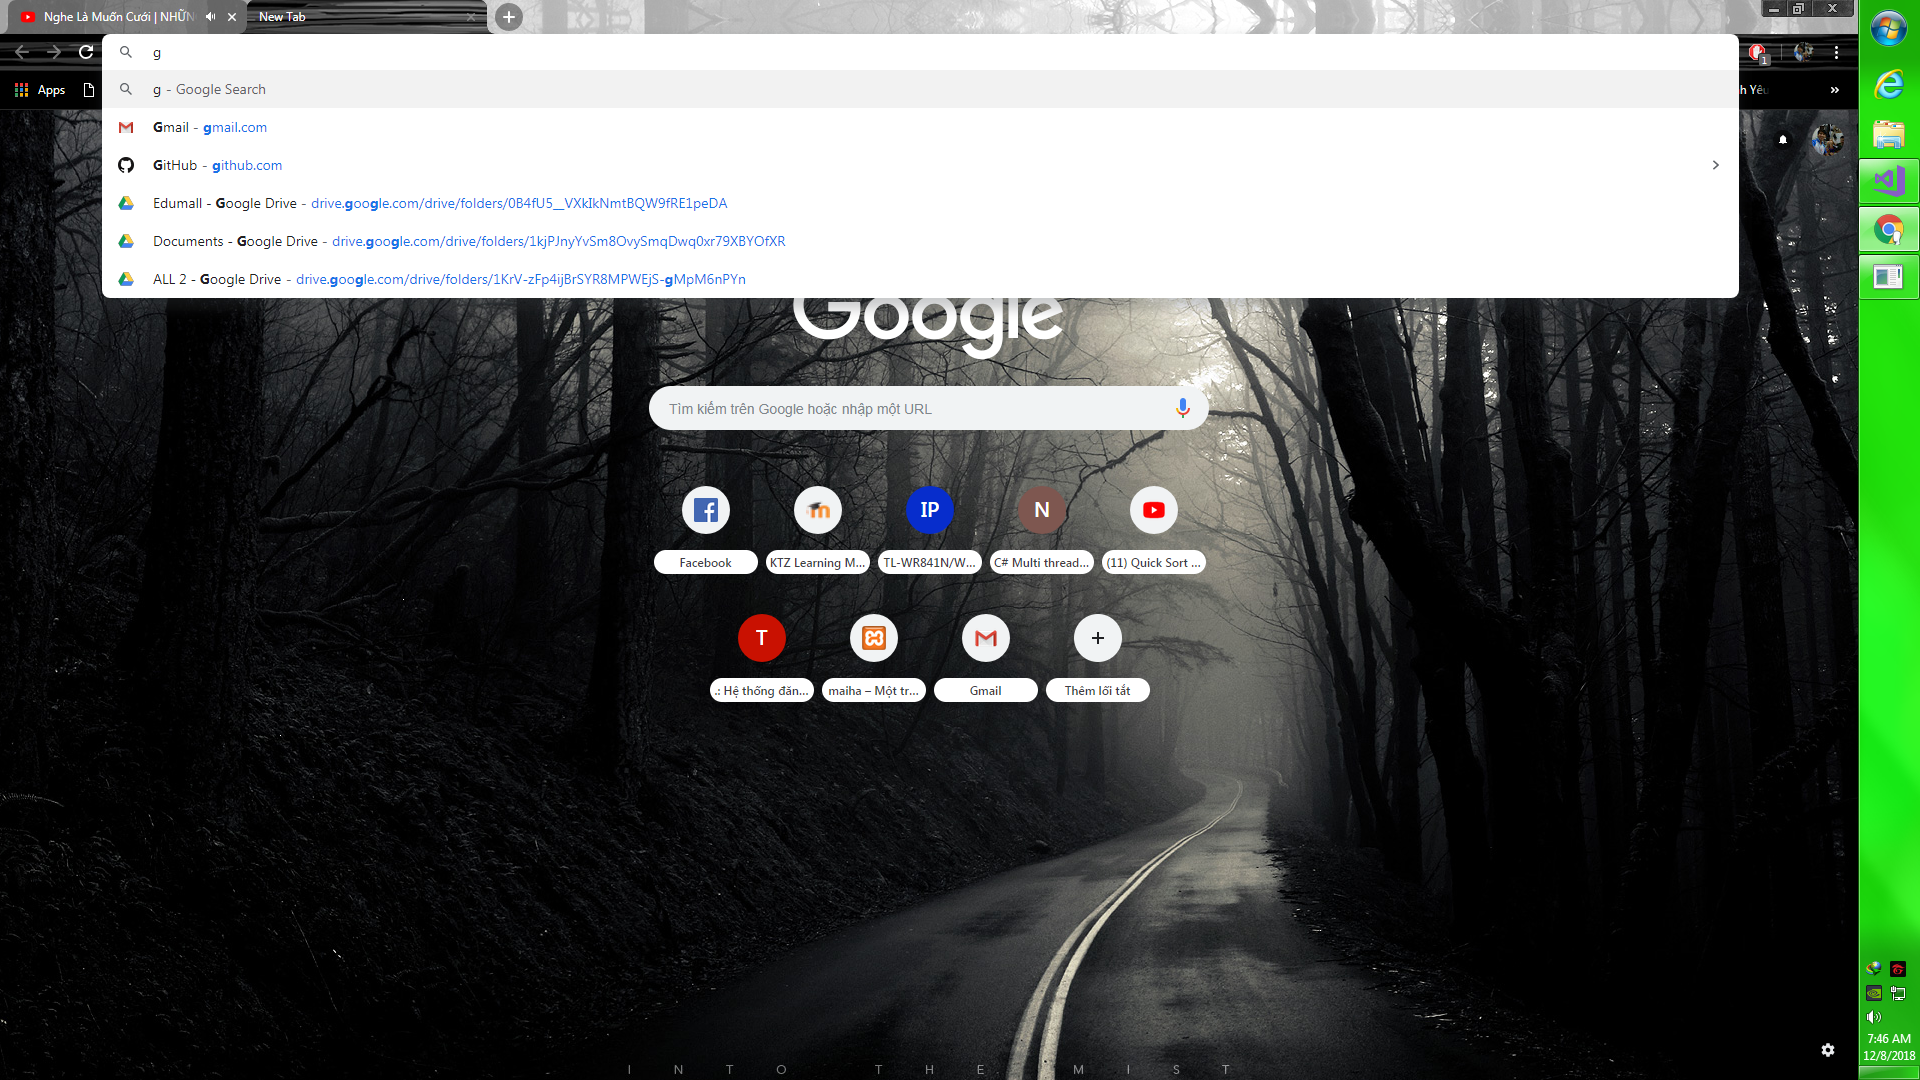 Nghe Là Muốn Cưới | NHỮN
New Tab
g
Apps
h Yêu
g - Google Search
Gmail - gmail.com
GitHub - github.com
Edumall - Google Drive - drive.google.com/drive/folders/0B4fU5__VXkIkNmtBQW9fRE1peDA
Documents - Google Drive - drive.google.com/drive/folders/1kjPJnyYvSm8OvySmqDwq0xr79XBYOfXR
ALL 2 - Google Drive - drive.google.com/drive/folders/1KrV-zFp4ijBrSYR8MPWEjS-gMpM6nPYn
Google
Tìm kiếm trên Google hoặc nhập một URL
IP
N
Facebook
KTZ Learning M...
TL-WR841N/W...
C# Multi thread...
(11) Quick Sort ...
T
.: Hệ thống đăn...
maiha – Một tr...
Gmail
Thêm lối tắt
INTO THE MIST
1
7:46 AM
12/8/2018